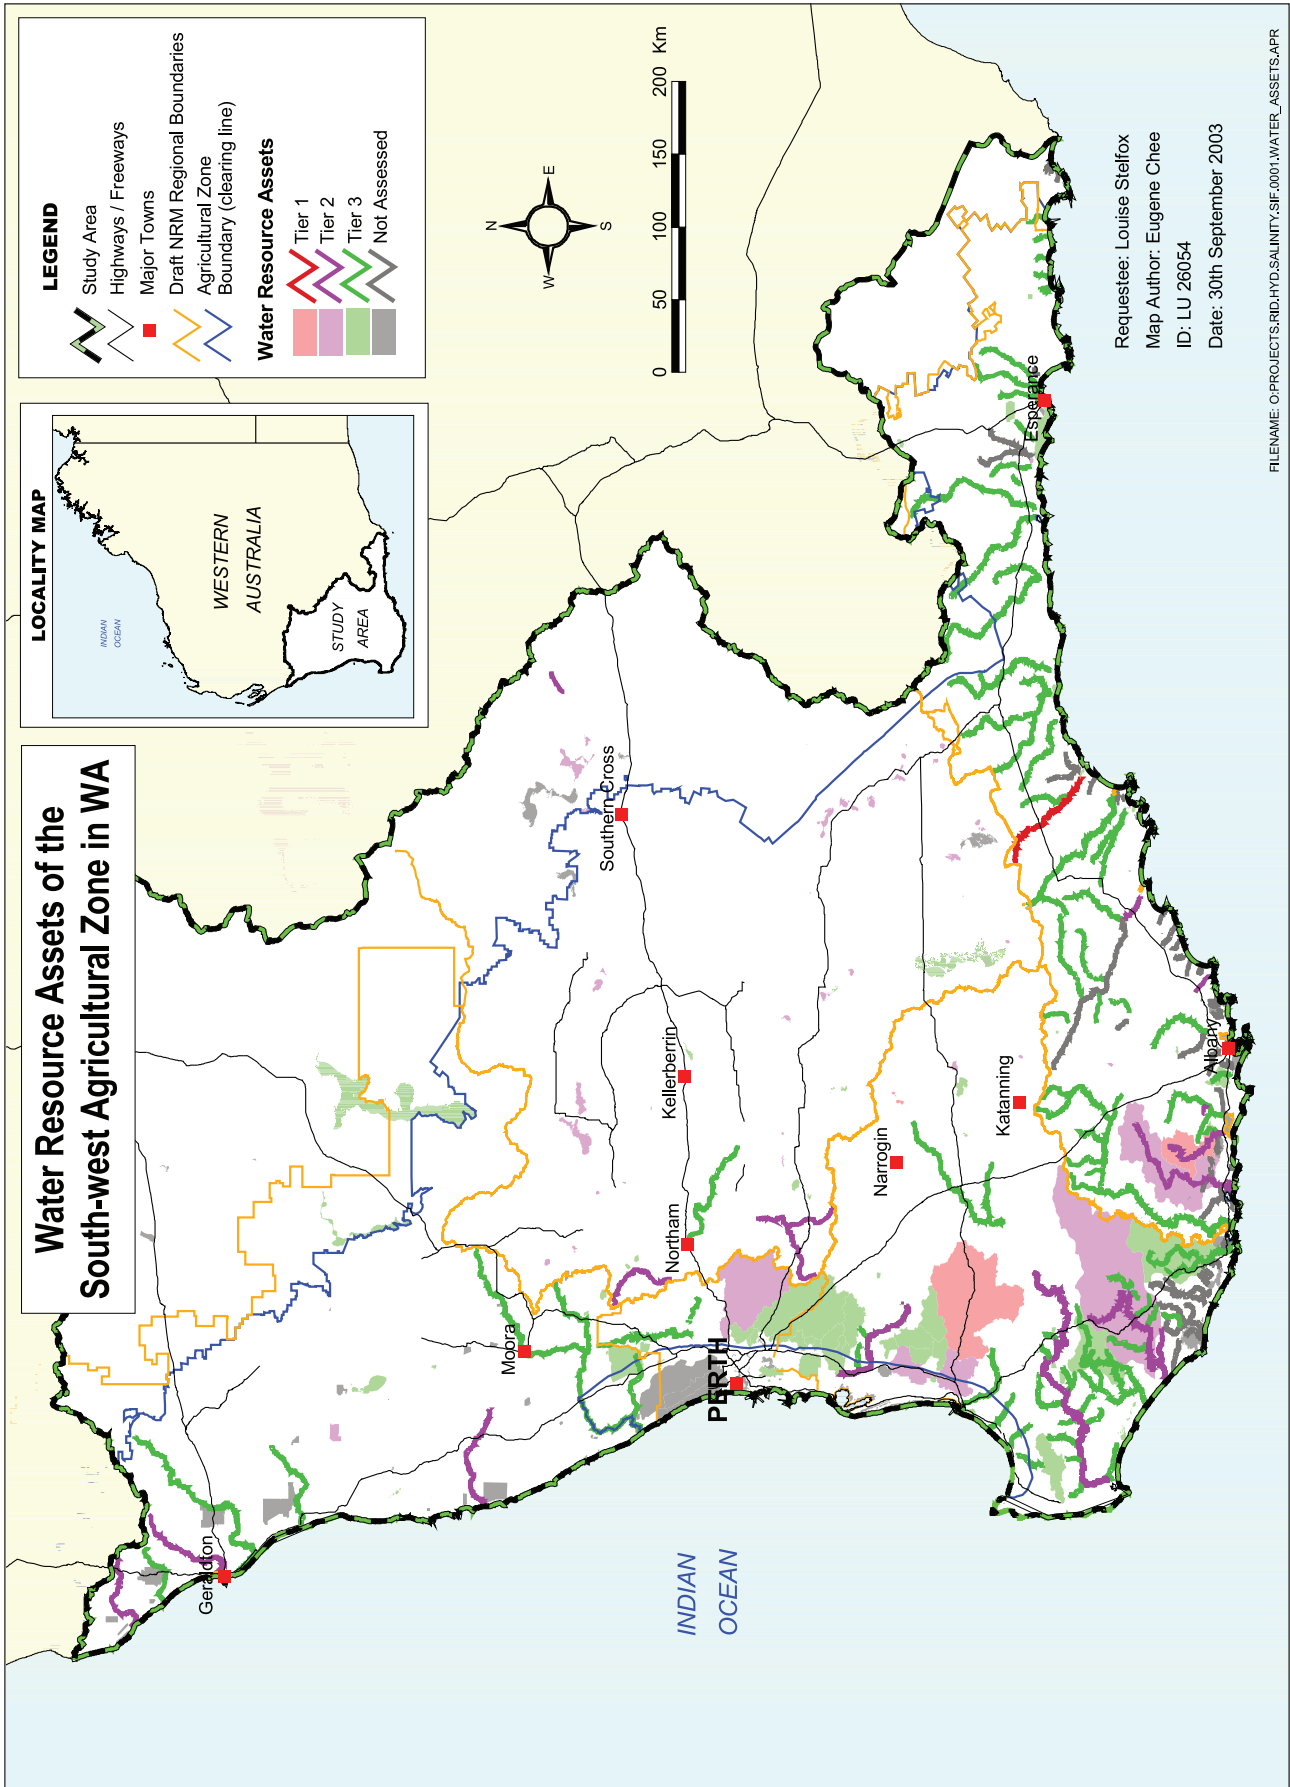 Water Resource Assets of the
South-west Agricultural Zone in WA
LOCALITY MAP
INDIAN
OCEAN
WESTERN
AUSTRALIA
STUDY
AREA
LEGEND
Study Area
Highways / Freeways
Major Towns
Draft NRM Regional Boundaries
Agricultural Zone
Boundary (clearing line)
Water Resource Assets
Tier 1
Tier 2
Tier 3
Not Assessed
N
W
E
S
0 50 100 150 200 Km
Geraldton
Moora
Southern Cross
Northam
Kellerberrin
PERTH
Narrogin
Katanning
Esperance
Albany
INDIAN
OCEAN
Requestee: Louise Stelfox
Map Author: Eugene Chee
ID: LU 26054
Date: 30th September 2003
FILENAME: O:PROJECTS.RID.HYD.SALINITY.SIF.0001.WATER_ASSETS.APR